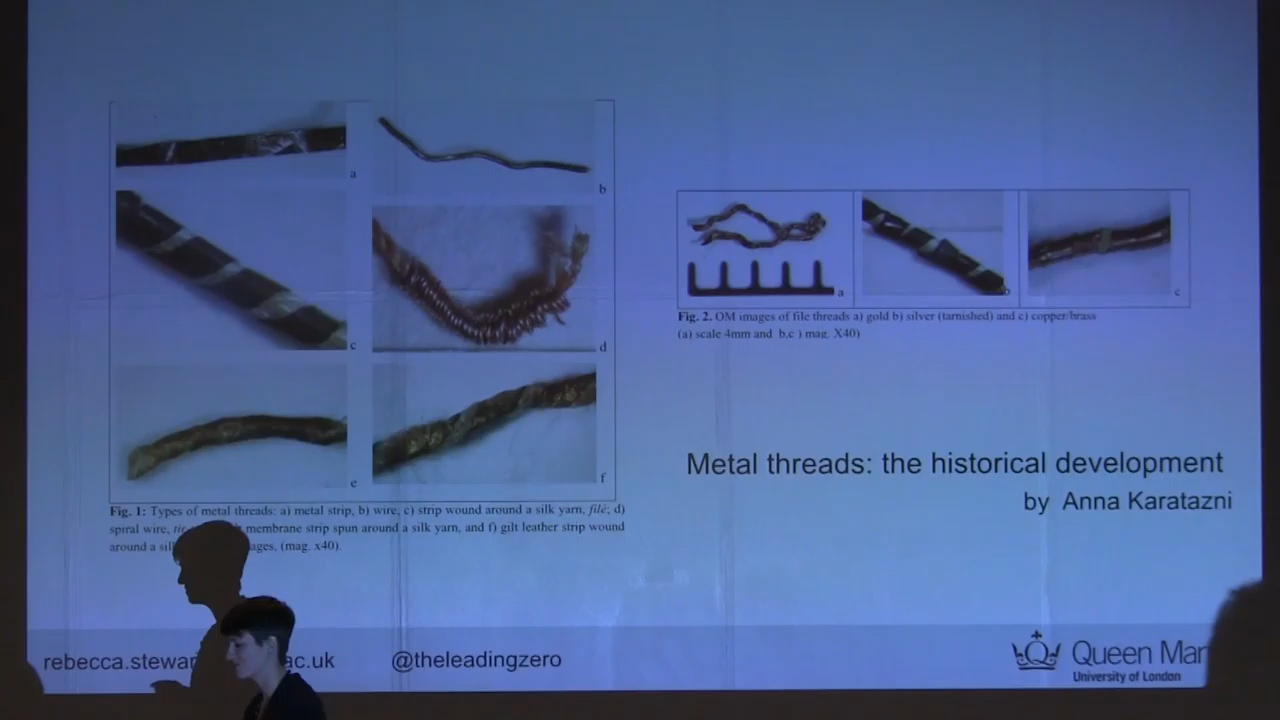 a
b
c
d
e
f
Fig. 1: Types of metal threads: a) metal strip, b) wire, c) strip wound around a silk yarn, filé; d)
spiral wire, membrane strip spun around a silk yarn, and f) gilt leather strip wound
around a (mag. x40).
a
c
Fig. 2. OM images of file threads a) gold b) silver (tarnished) and c) copper/brass
(a) scale 4mm and b,c ) mag. X40)
Metal threads: the historical development
by Anna Karatazni
rebecca.stewar ac.uk
@theleadingzero
Queen Mar
University of London